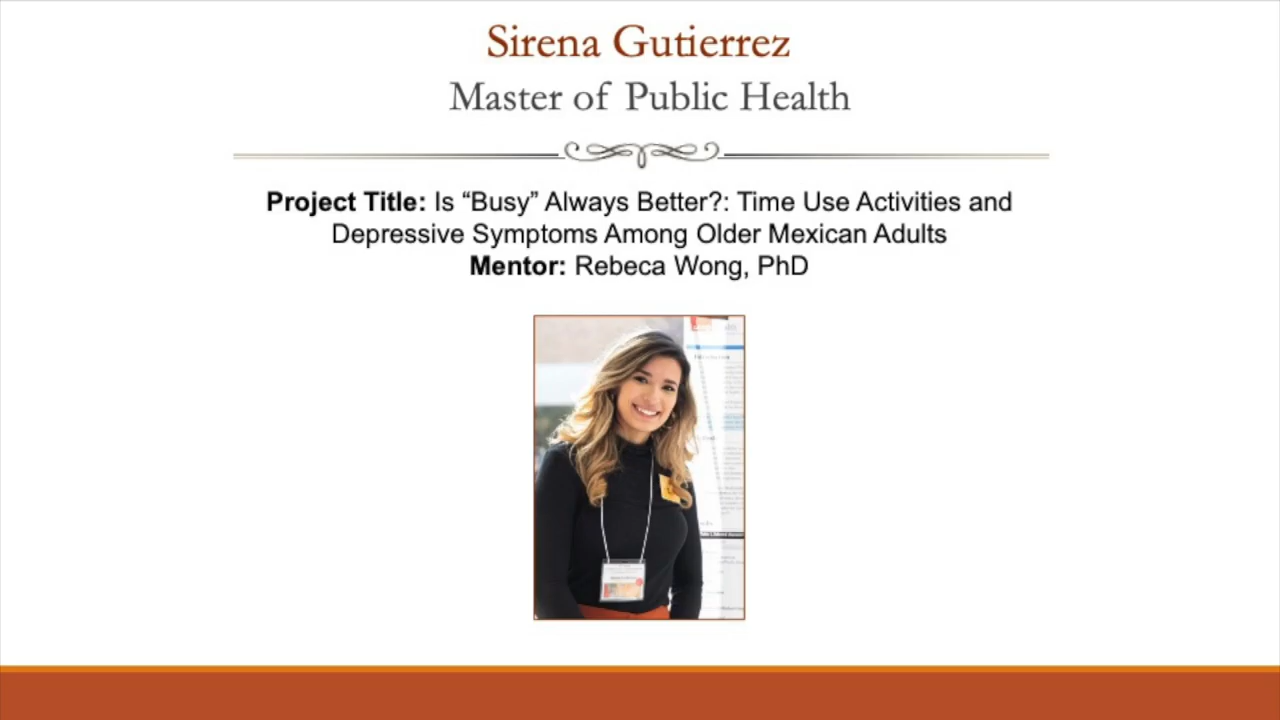 Sirena Gutierrez
Master of Public Health
Project Title: Is “Busy” Always Better?: Time Use Activities and
Depressive Symptoms Among Older Mexican Adults
Mentor: Rebeca Wong, PhD